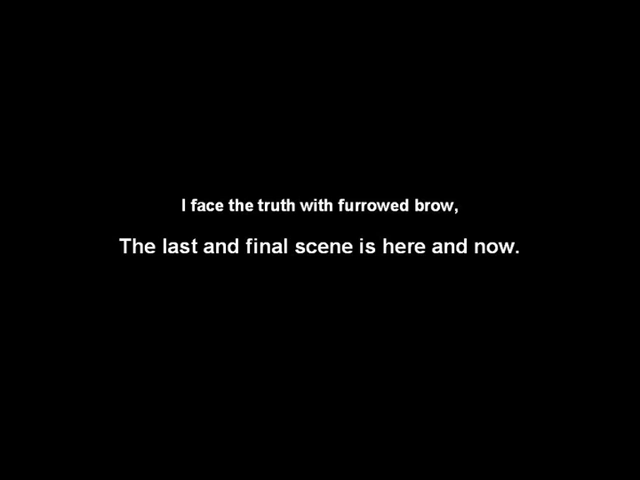 I face the truth with furrowed brow,
The last and final scene is here and now.